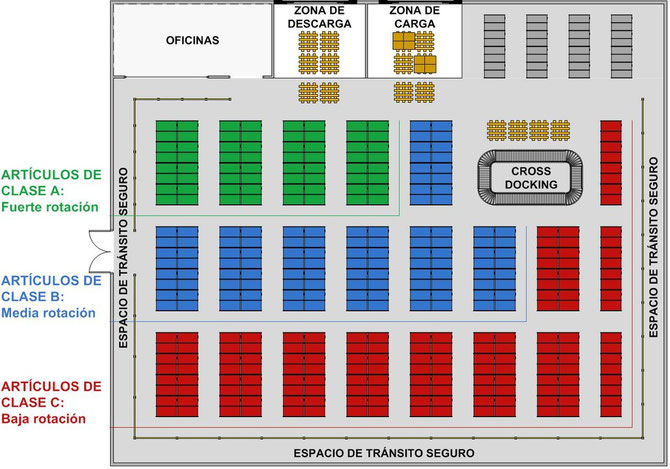 OFICINAS
ZONA DE
DESCARGA
ZONA DE
CARGA
ARTÍCULOS DE
CLASE A:
Fuerte rotación
CROSS
DOCKING
ESPACIO DE TRÁNSITO SEGURO
ESPACIO DE TRÁNSITO SEGURO
ARTÍCULOS DE
CLASE B:
Media rotación
ARTÍCULOS DE
CLASE C:
Baja rotación
ESPACIO DE TRÁNSITO SEGURO